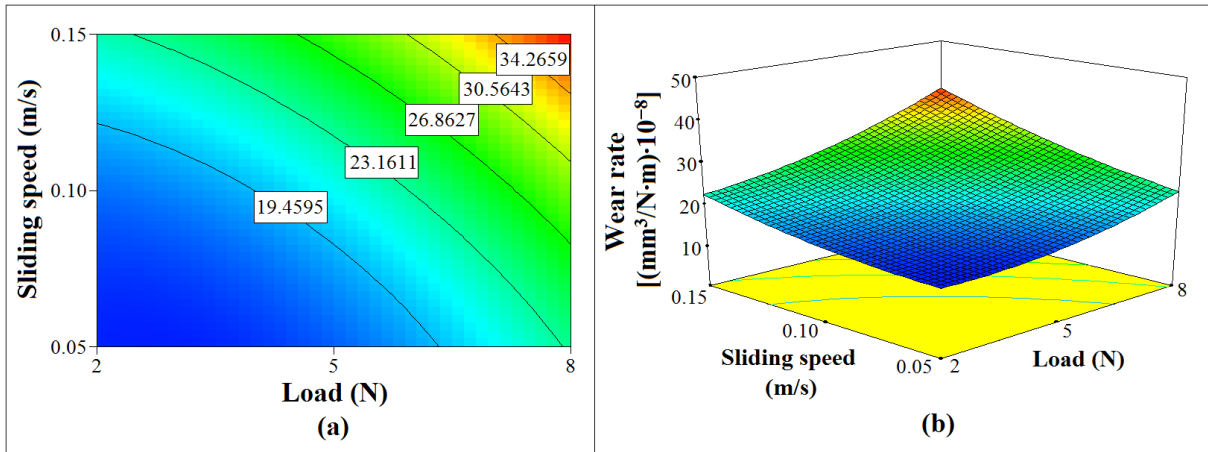 0.15
34.2659
30.5643
26.8627
23.1611
0.10
19.4595
0.05
2
5
8
Sliding speed (m/s)
Load (N)
(a)
50
40
30
20
10
Wear rate
[(mm³/N·m)·10⁻⁸]
0.15
0.10
0.05
2
5
8
Sliding speed
(m/s)
Load (N)
(b)